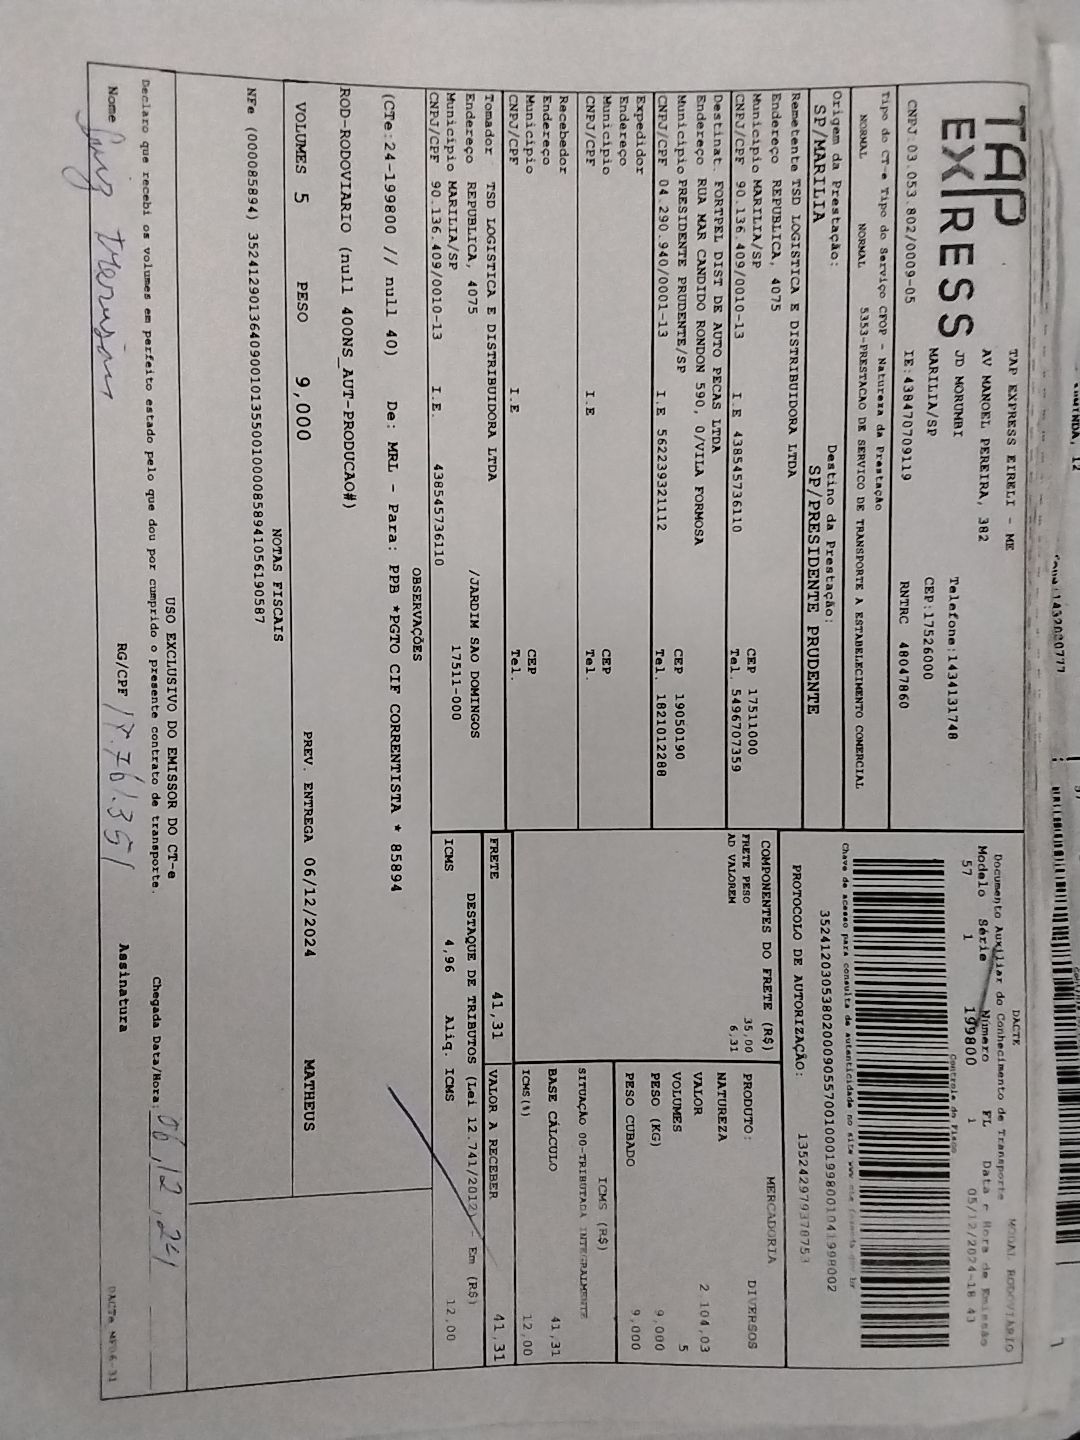 TAP
EXPRESS
TAP EXPRESS EIRELI - ME
AV MANOEL PEREIRA, 382
JD MORUMBI
MARILIA/SP
Telefone:1434131748
CEP:17526000
CNPJ:03.053.802/0009-05 IE:438470709119 RNTRC 48047860
DACTE MODAL RODOVIARIO
Documento Auxiliar do Conhecimento de Transporte
Modelo Série Número FL Data e Hora de Emissão
57 1 199800 1 05/12/2024-18 43
Controle do Fisco
Tipo do CT-e Tipo do Serviço CFOP - Natureza da Prestação
NORMAL NORMAL 5353-PRESTACAO DE SERVICO DE TRANSPORTE A ESTABELECIMENTO COMERCIAL
Chave de acesso para consulta de autenticidade no site
35241203053802000905570010001998001041998002
Origem da Prestação: Destino da Prestação:
SP/MARILIA SP/PRESIDENTE PRUDENTE
PROTOCOLO DE AUTORIZAÇÃO: 135242979370753
Remetente TSD LOGISTICA E DISTRIBUIDORA LTDA
Endereço REPUBLICA, 4075
Município MARILIA/SP CEP 17511000
CNPJ/CPF 90.136.409/0010-13 I.E 438545736110 Tel. 5496707359
Destinat. FORTPEL DIST DE AUTO PECAS LTDA
Endereço RUA MAR CANDIDO RONDON 590, 0/VILA FORMOSA
Município PRESIDENTE PRUDENTE/SP CEP 19050190
CNPJ/CPF 04.290.940/0001-13 I.E 562239321112 Tel. 1821012288
Expedidor
Endereço
Município CEP
CNPJ/CPF I.E Tel.
Recebedor
Endereço
Município CEP
CNPJ/CPF I.E Tel.
COMPONENTES DO FRETE (R$)
FRETE PESO 35,00
AD VALOREM 6,31
MERCADORIA
PRODUTO: DIVERSOS
NATUREZA
VALOR 2 104,03
VOLUMES 5
PESO (KG) 9,000
PESO CUBADO 9,000
ICMS (R$)
SITUAÇÃO 00-TRIBUTADA INTEGRALMENTE
BASE CÁLCULO 41,31
ICMS(%) 12,00
Tomador TSD LOGISTICA E DISTRIBUIDORA LTDA
Endereço REPUBLICA, 4075 /JARDIM SAO DOMINGOS
Município MARILIA/SP 17511-000
CNPJ/CPF 90.136.409/0010-13 I.E. 438545736110
FRETE 41,31 VALOR A RECEBER 41,31
DESTAQUE DE TRIBUTOS (Lei 12.741/2012) - Em (R$)
ICMS 4,96 Aliq. ICMS 12,00
OBSERVAÇÕES
(CTe:24-199800 // null 40) De: MRL - Para: PPB *PGTO CIF CORRENTISTA * 85894
ROD-RODOVIARIO (null 400NS_AUT-PRODUCAO#)
VOLUMES 5 PESO 9,000 PREV. ENTREGA 06/12/2024 MATHEUS
NOTAS FISCAIS
NFe (000085894) 35241290136409001013550010000858941056190587
USO EXCLUSIVO DO EMISSOR DO CT-e
Declaro que recebi os volumes em perfeito estado pelo que dou por cumprido o presente contrato de transporte. Chegada Data/Hora: 06/12/24
Nome RG/CPF 17.761.351 Assinatura